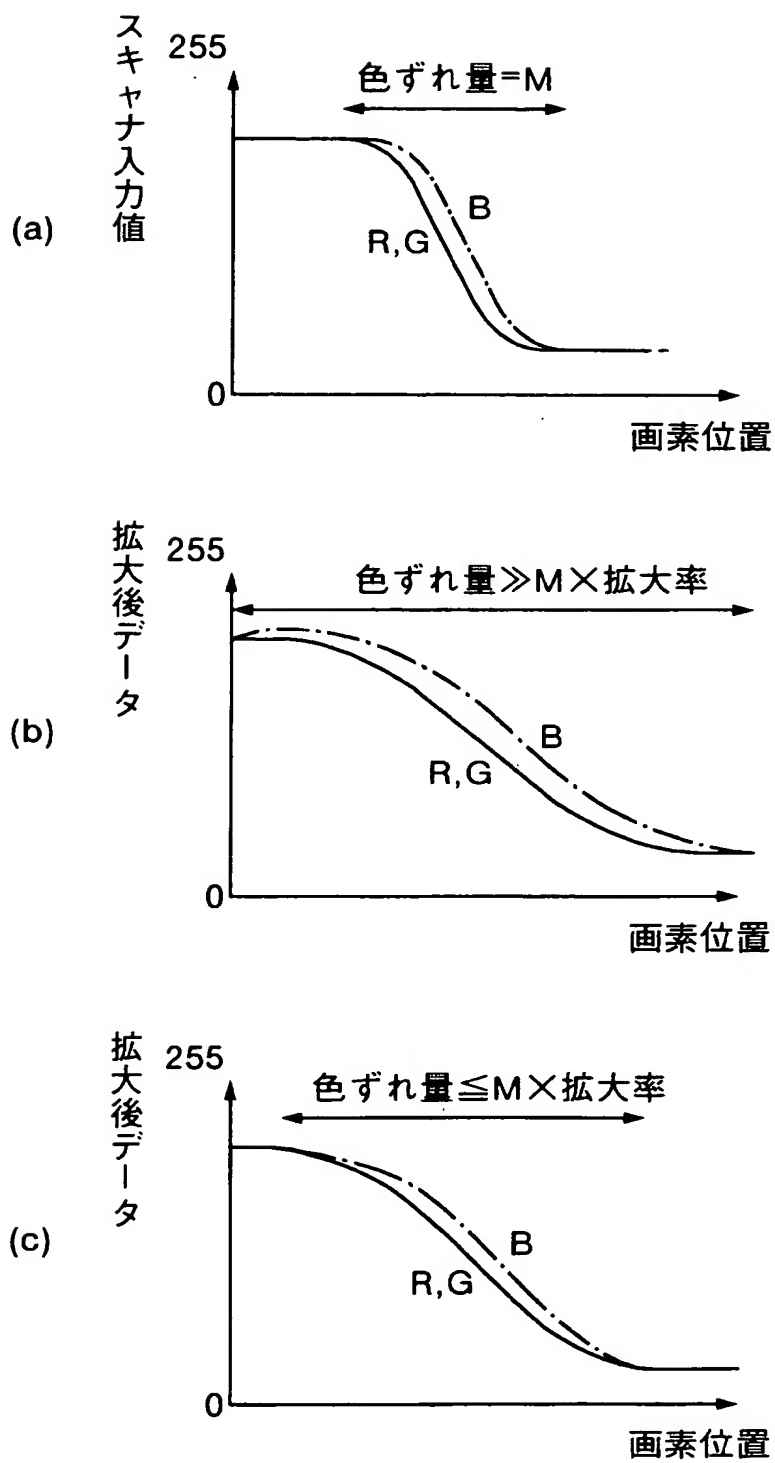 (a)
スキャナ入力値
255
色ずれ量=M
B
R,G
0
画素位置
(b)
拡大後データ
255
色ずれ量≫M×拡大率
B
R,G
0
画素位置
(c)
拡大後データ
255
色ずれ量≦M×拡大率
B
R,G
0
画素位置